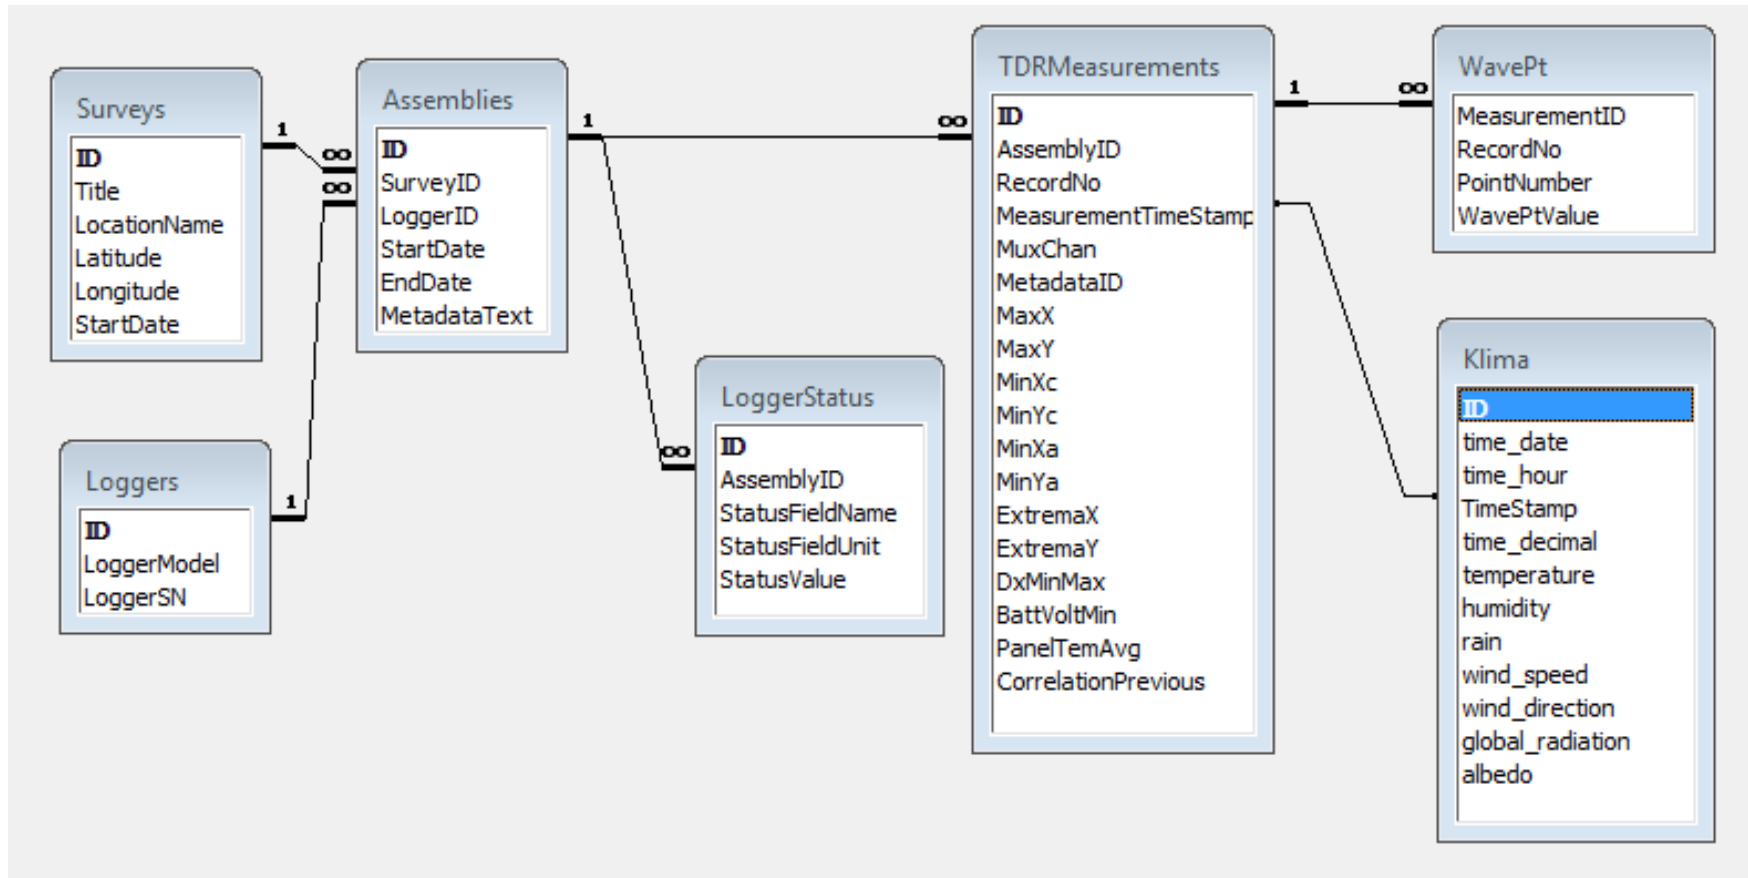 Surveys
ID
Title
LocationName
Latitude
Longitude
StartDate
1
∞
∞
Assemblies
ID
SurveyID
LoggerID
StartDate
EndDate
MetadataText
Loggers
ID
LoggerModel
LoggerSN
1
1
∞
∞
LoggerStatus
ID
AssemblyID
StatusFieldName
StatusFieldUnit
StatusValue
TDRMeasurements
ID
AssemblyID
RecordNo
MeasurementTimeStamp
MuxChan
MetadataID
MaxX
MaxY
MinXc
MinYc
MinXa
MinYa
ExtremaX
ExtremaY
DxMinMax
BattVoltMin
PanelTemAvg
CorrelationPrevious
1
∞
WavePt
MeasurementID
RecordNo
PointNumber
WavePtValue
Klima
ID
time_date
time_hour
TimeStamp
time_decimal
temperature
humidity
rain
wind_speed
wind_direction
global_radiation
albedo